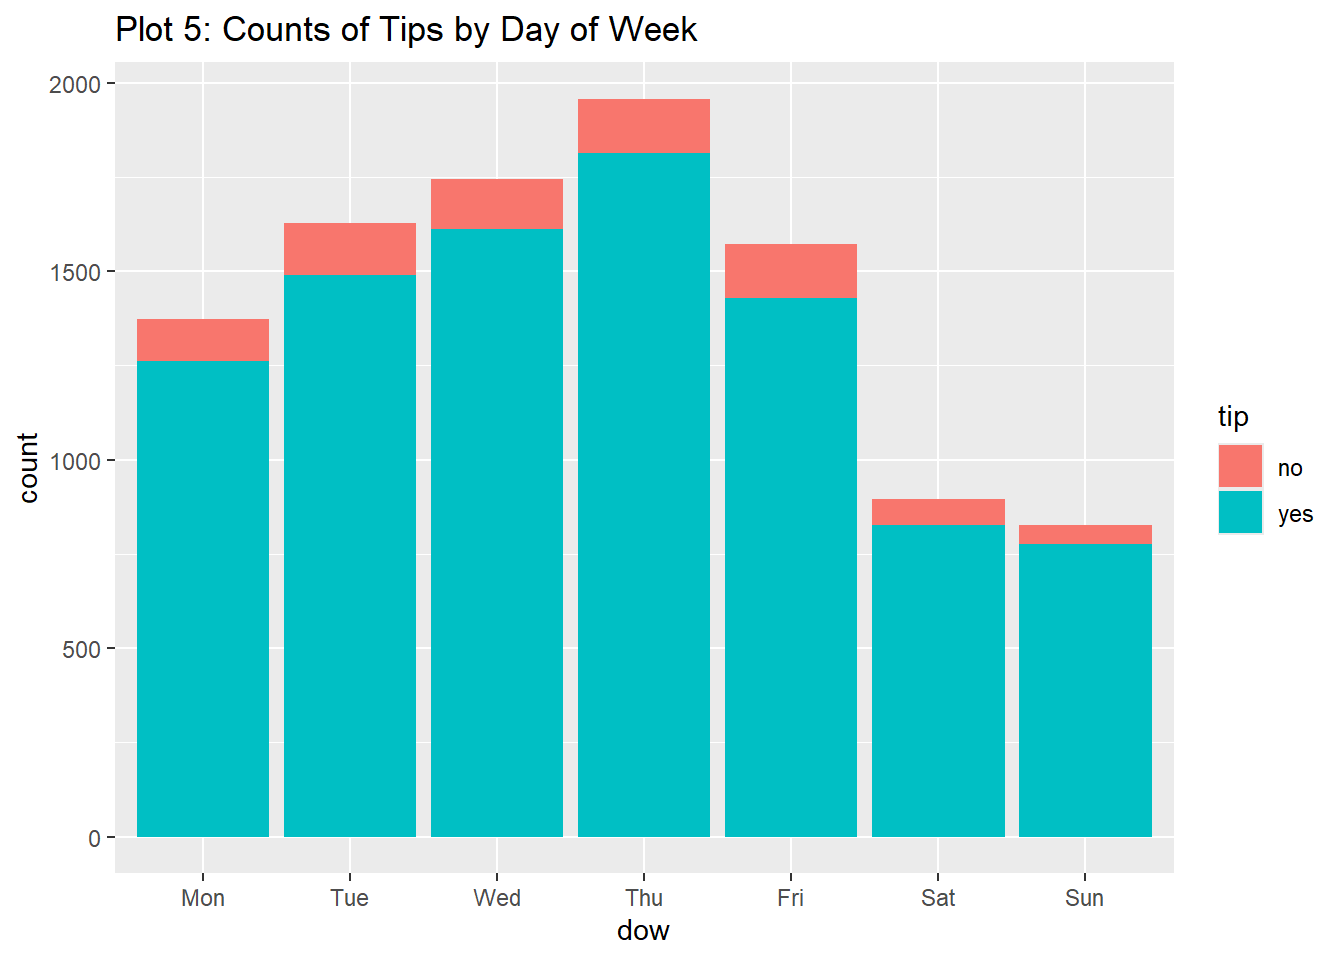 Plot 5: Counts of Tips by Day of Week
2000
1500
1000
500
0
count
Mon Tue Wed Thu Fri Sat Sun
dow
tip
no
yes